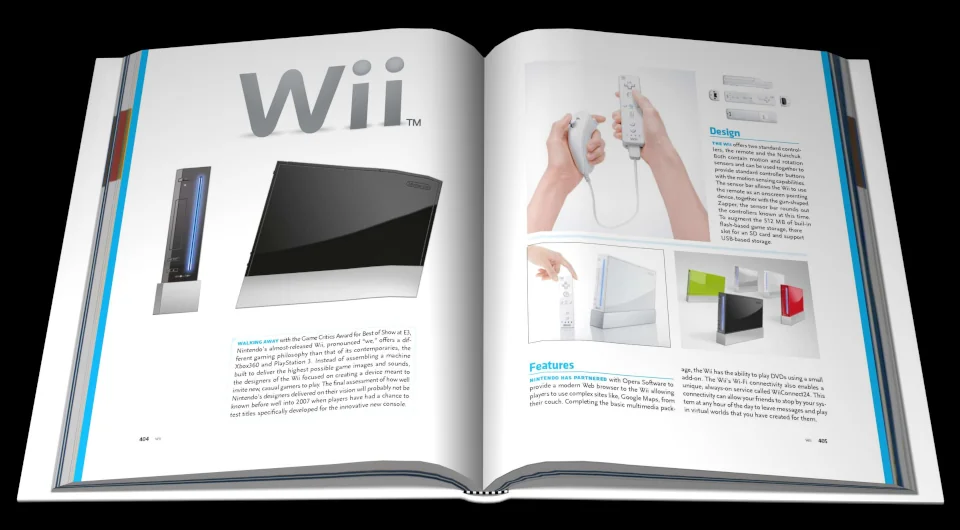 Wii
TM
Nintendo
WALKING AWAY with the Game Critics Award for Best of Show at E3,
Nintendo's almost-released Wii, pronounced "we," offers a dif-
ferent gaming philosophy than that of its contemporaries, the
Xbox360 and PlayStation 3. Instead of assembling a machine
built to deliver the highest possible game images and sounds,
the designers of the Wii focused on creating a device meant to
invite new, casual gamers to play. The final assessment of how well
Nintendo's designers delivered on their vision will probably not be
known before well into 2007 when players have had a chance to
test titles specifically developed for the innovative new console.
404 Wii
Design
THE WII offers two standard control-
lers, the remote and the Nunchuk.
Both contain motion and rotation
sensors and can be used together to
provide standard controller buttons
with the motion sensing capabilities.
The sensor bar allows the Wii to use
the remote as an onscreen pointing
device, together with the gun-shaped
Zapper, the sensor bar rounds out
the controllers known at this time.
To augment the 512 MB of built-in
flash-based game storage, there
slot for an SD card and support
USB-based storage.
Features
NINTENDO HAS PARTNERED with Opera Software to
provide a modern Web browser to the Wii allowing
players to use complex sites like, Google Maps, from
their couch. Completing the basic multimedia pack-
age, the Wii has the ability to play DVDs using a small
add-on. The Wii's Wi-Fi connectivity also enables a
unique, always-on service called WiiConnect24. This
connectivity can allow your friends to stop by your sys-
tem at any hour of the day to leave messages and play
in virtual worlds that you have created for them.
Wii 405